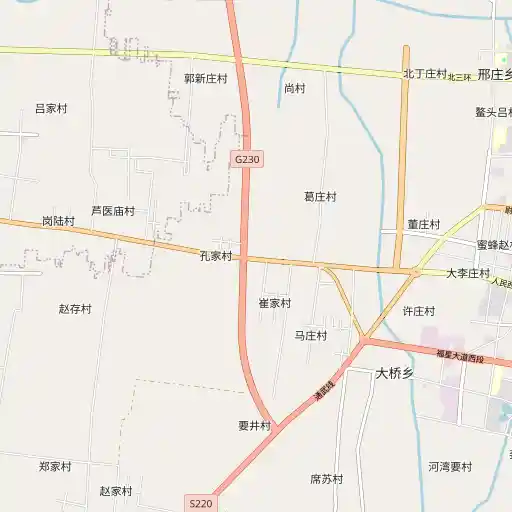 北丁庄村
北三环
邢庄乡
郭新庄村
尚村
吕家村
G230
葛庄村
芦医庙村
岗陆村
董庄村
蜜蜂赵村
孔家村
大李庄村
人民西
赵存村
崔家村
许庄村
马庄村
福星大道西段
大桥乡
通武线
要井村
郑家村
河湾要村
席苏村
赵家村
S220